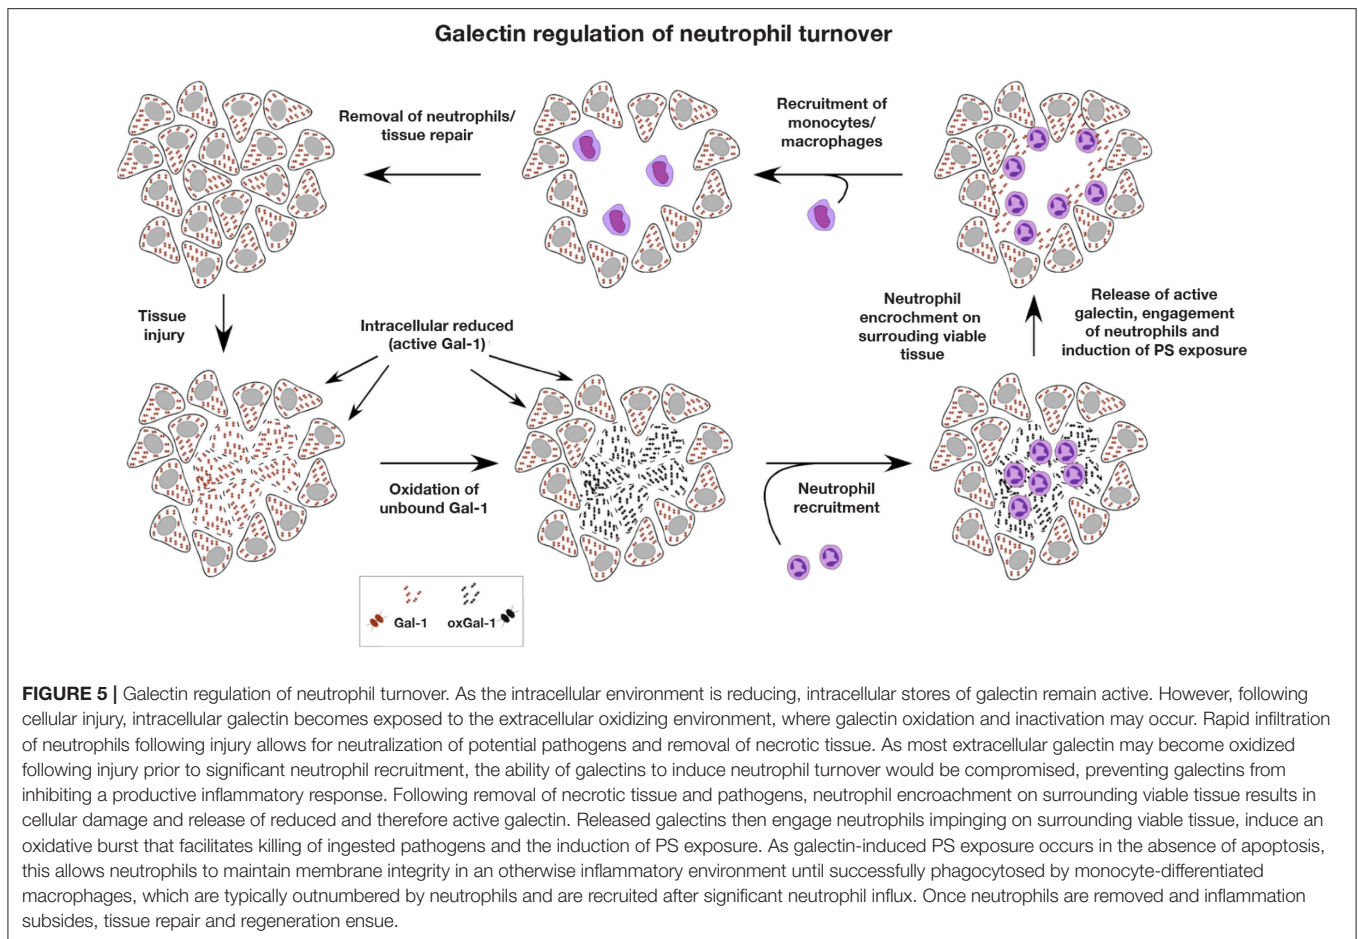 Galectin regulation of neutrophil turnover
Removal of neutrophils/
tissue repair
Recruitment of
monocytes/
macrophages
Tissue
injury
Intracellular reduced
(active Gal-1)
Neutrophil
encrochment on
surrouding viable
tissue
Release of active
galectin, engagement
of neutrophils and
induction of PS exposure
Oxidation of
unbound Gal-1
Neutrophil
recruitment
Gal-1
oxGal-1
FIGURE 5 | Galectin regulation of neutrophil turnover. As the intracellular environment is reducing, intracellular stores of galectin remain active. However, following
cellular injury, intracellular galectin becomes exposed to the extracellular oxidizing environment, where galectin oxidation and inactivation may occur. Rapid infiltration
of neutrophils following injury allows for neutralization of potential pathogens and removal of necrotic tissue. As most extracellular galectin may become oxidized
following injury prior to significant neutrophil recruitment, the ability of galectins to induce neutrophil turnover would be compromised, preventing galectins from
inhibiting a productive inflammatory response. Following removal of necrotic tissue and pathogens, neutrophil encroachment on surrounding viable tissue results in
cellular damage and release of reduced and therefore active galectin. Released galectins then engage neutrophils impinging on surrounding viable tissue, induce an
oxidative burst that facilitates killing of ingested pathogens and the induction of PS exposure. As galectin-induced PS exposure occurs in the absence of apoptosis,
this allows neutrophils to maintain membrane integrity in an otherwise inflammatory environment until successfully phagocytosed by monocyte-differentiated
macrophages, which are typically outnumbered by neutrophils and are recruited after significant neutrophil influx. Once neutrophils are removed and inflammation
subsides, tissue repair and regeneration ensue.